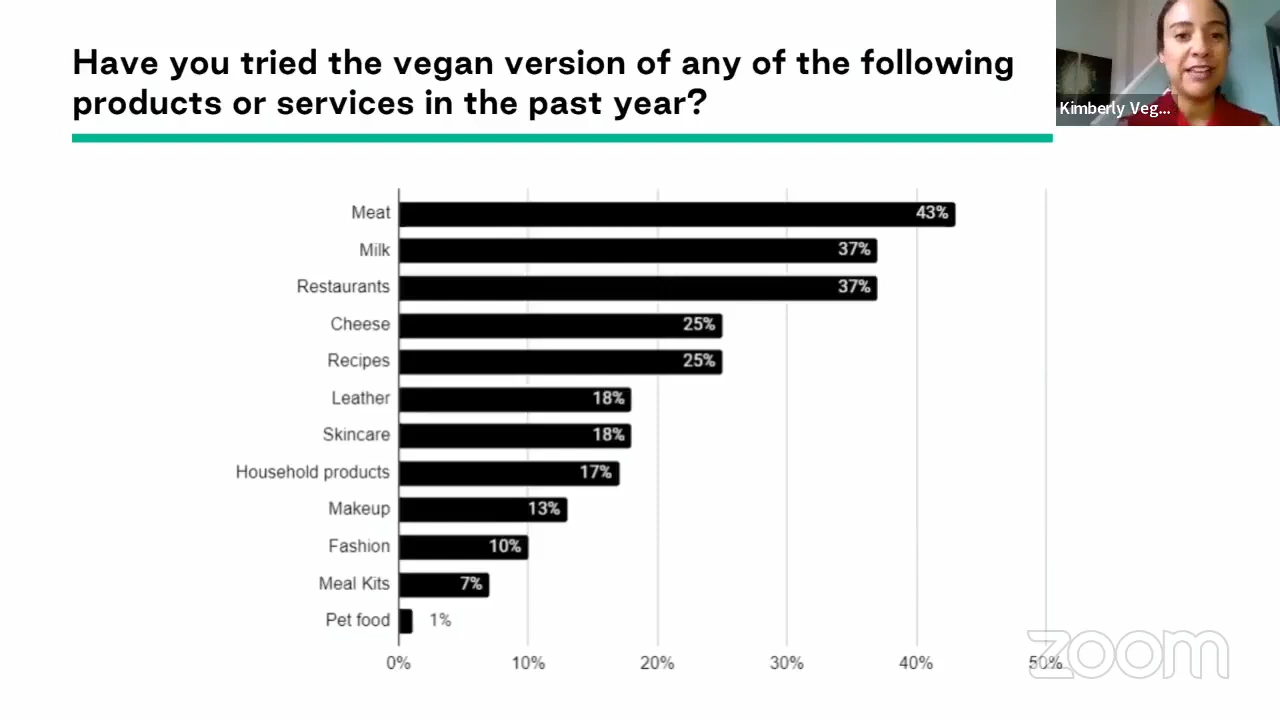 Have you tried the vegan version of any of the following
products or services in the past year?
Kimberly Veg...
Meat 43%
Milk 37%
Restaurants 37%
Cheese 25%
Recipes 25%
Leather 18%
Skincare 18%
Household products 17%
Makeup 13%
Fashion 10%
Meal Kits 7%
Pet food 1%
0% 10% 20% 30% 40% 50%
zoom